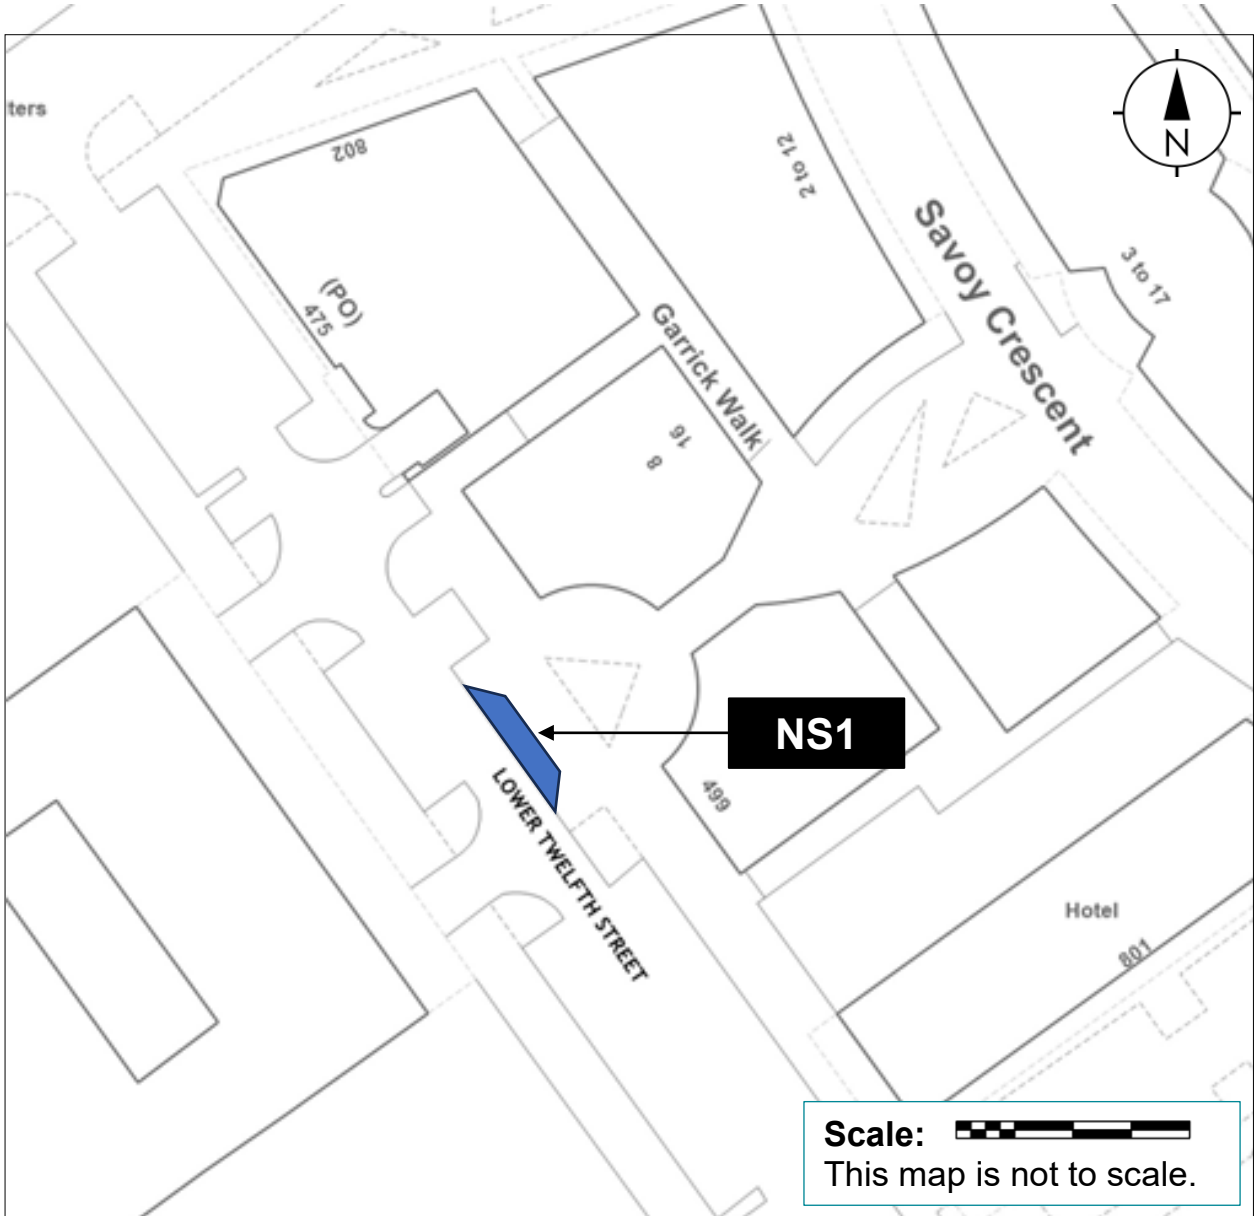 ters
802
2 to 12
N
Savoy Crescent
3 to 17
(PO)
475
Garrick Walk
16
8
NS1
499
LOWER TWELFTH STREET
Hotel
801
Scale:
This map is not to scale.